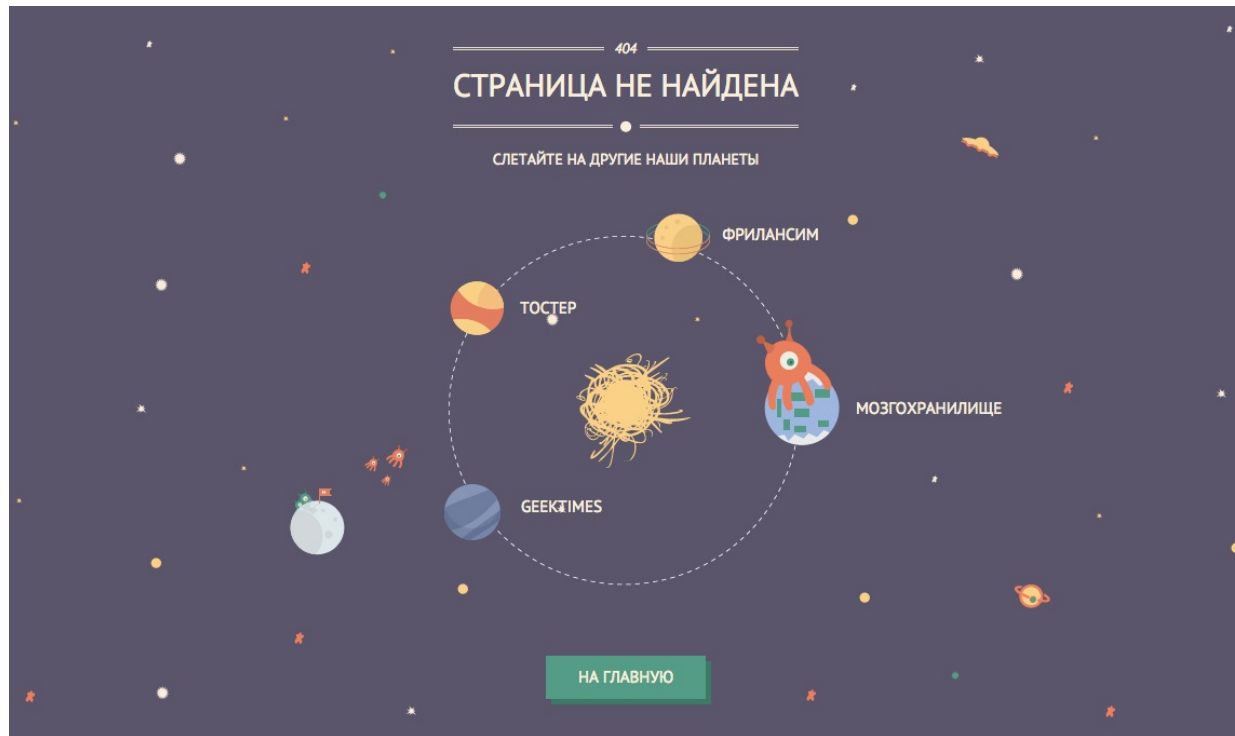 404
СТРАНИЦА НЕ НАЙДЕНА
СЛЕТАЙТЕ НА ДРУГИЕ НАШИ ПЛАНЕТЫ
ФРИЛАНСИМ
ТОСТЕР
МОЗГОХРАНИЛИЩЕ
GEEKTIMES
НА ГЛАВНУЮ